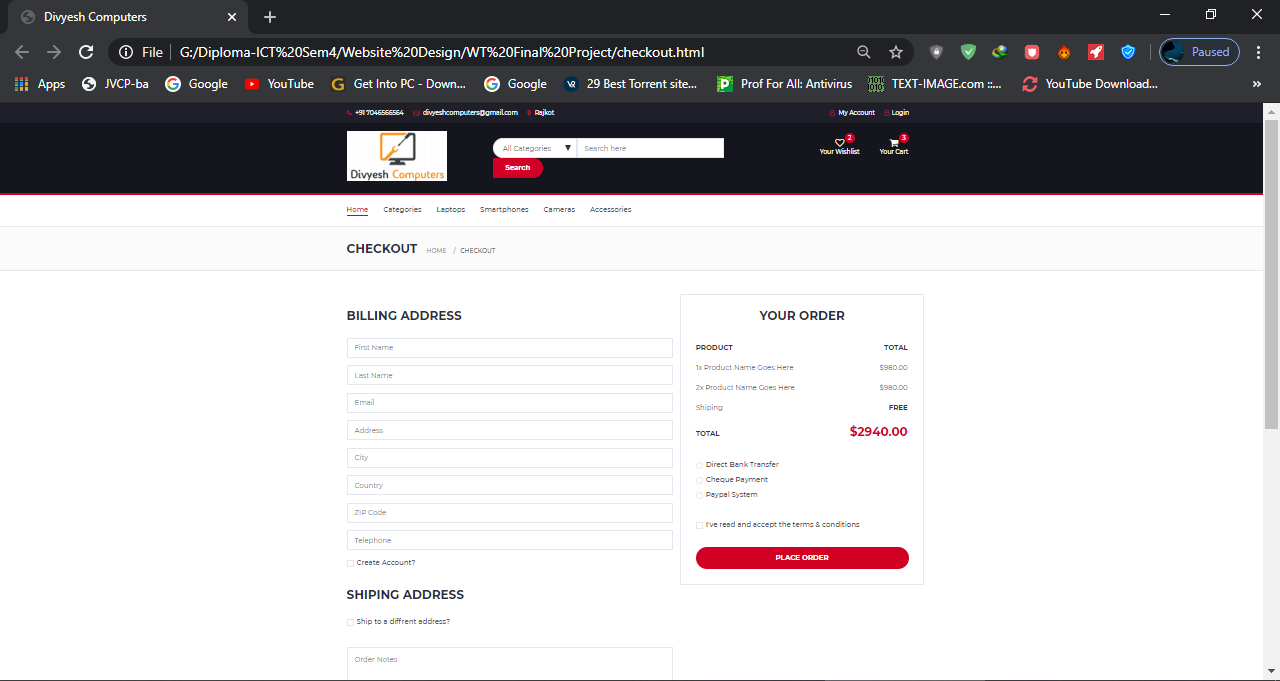 Divyesh Computers
File G:/Diploma-ICT%20Sem4/Website%20Design/WT%20Final%20Project/checkout.html Paused
Apps JVCP-ba Google YouTube Get Into PC - Down... Google 29 Best Torrent site... Prof For All: Antivirus TEXT-IMAGE.com ::... YouTube Download... »
+91 7046566564 divyeshcomputers@gmail.com Rajkot My Account Login
Divyesh Computers
All Categories Search here
Search
2 3
Your Wishlist Your Cart
Home Categories Laptops Smartphones Cameras Accessories
CHECKOUT HOME / CHECKOUT
BILLING ADDRESS
First Name
Last Name
Email
Address
City
Country
ZIP Code
Telephone
Create Account?
SHIPING ADDRESS
Ship to a diffrent address?
Order Notes
YOUR ORDER
PRODUCT TOTAL
1x Product Name Goes Here $980.00
2x Product Name Goes Here $980.00
Shiping FREE
TOTAL $2940.00
Direct Bank Transfer
Cheque Payment
Paypal System
I've read and accept the terms & conditions
PLACE ORDER